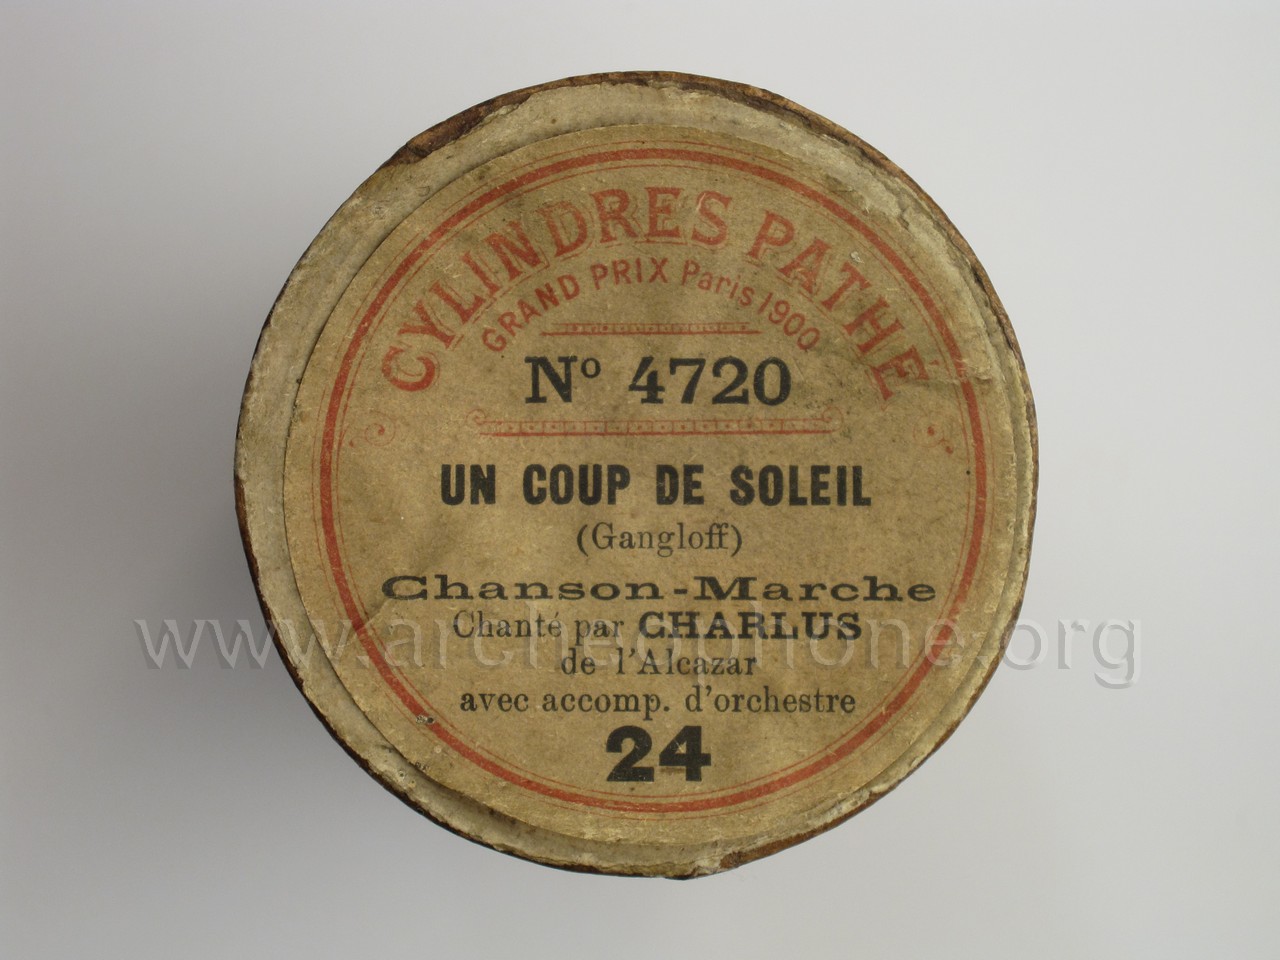 CYLINDRES PATHÉ
GRAND PRIX Paris 1900
Nº 4720
UN COUP DE SOLEIL
(Gangloff)
Chanson-Marche
Chanté par CHARLUS
www.archeophone.org
de l'Alcazar
avec accomp. d'orchestre
24